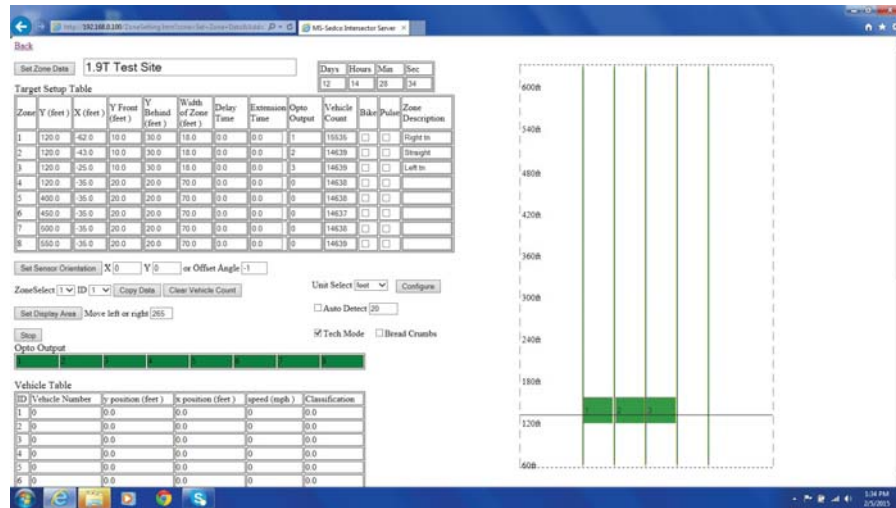 http://192.168.0.100/ZoneSetting.html
MS-Sedco Intersector Server
Back
Set Zone Data
1.9T Test Site
Days Hours Min Sec
12 14 28 34
Target Setup Table
Zone Y (feet ) X (feet ) Y Front (feet ) Y Behind (feet ) Width of Zone (feet ) Delay Time Extension Time Opto Output Vehicle Count Bike Pulse Zone Description
1 120.0 -62.0 10.0 30.0 18.0 0.0 0.0 1 15535 Right tn
2 120.0 -43.0 10.0 30.0 18.0 0.0 0.0 2 14639 Straight
3 120.0 -25.0 10.0 30.0 18.0 0.0 0.0 3 14639 Left tn
4 120.0 -35.0 20.0 20.0 70.0 0.0 0.0 0 14638
5 400.0 -35.0 20.0 20.0 70.0 0.0 0.0 0 14638
6 450.0 -35.0 20.0 20.0 70.0 0.0 0.0 0 14637
7 500.0 -35.0 20.0 20.0 70.0 0.0 0.0 0 14638
8 550.0 -35.0 20.0 20.0 70.0 0.0 0.0 0 14639
Set Sensor Orientation X 0 Y 0 or Offset Angle -1
Unit Select feet Configure
ZoneSelect 1 ID 1 Copy Data Clear Vehicle Count
Auto Detect 20
Set Display Area Move left or right 265
Tech Mode Bread Crumbs
Stop
Opto Output
1 2 3 4 5 6 7 8
Vehicle Table
ID Vehicle Number y position (feet ) x position (feet ) speed (mph ) Classification
1 0 0.0 0.0 0 0.0
2 0 0.0 0.0 0 0.0
3 0 0.0 0.0 0 0.0
4 0 0.0 0.0 0 0.0
5 0 0.0 0.0 0 0.0
6 0 0.0 0.0 0 0.0
600ft
540ft
480ft
420ft
360ft
300ft
240ft
180ft
1 2 3
120ft
60ft
1:34 PM
2/5/2015